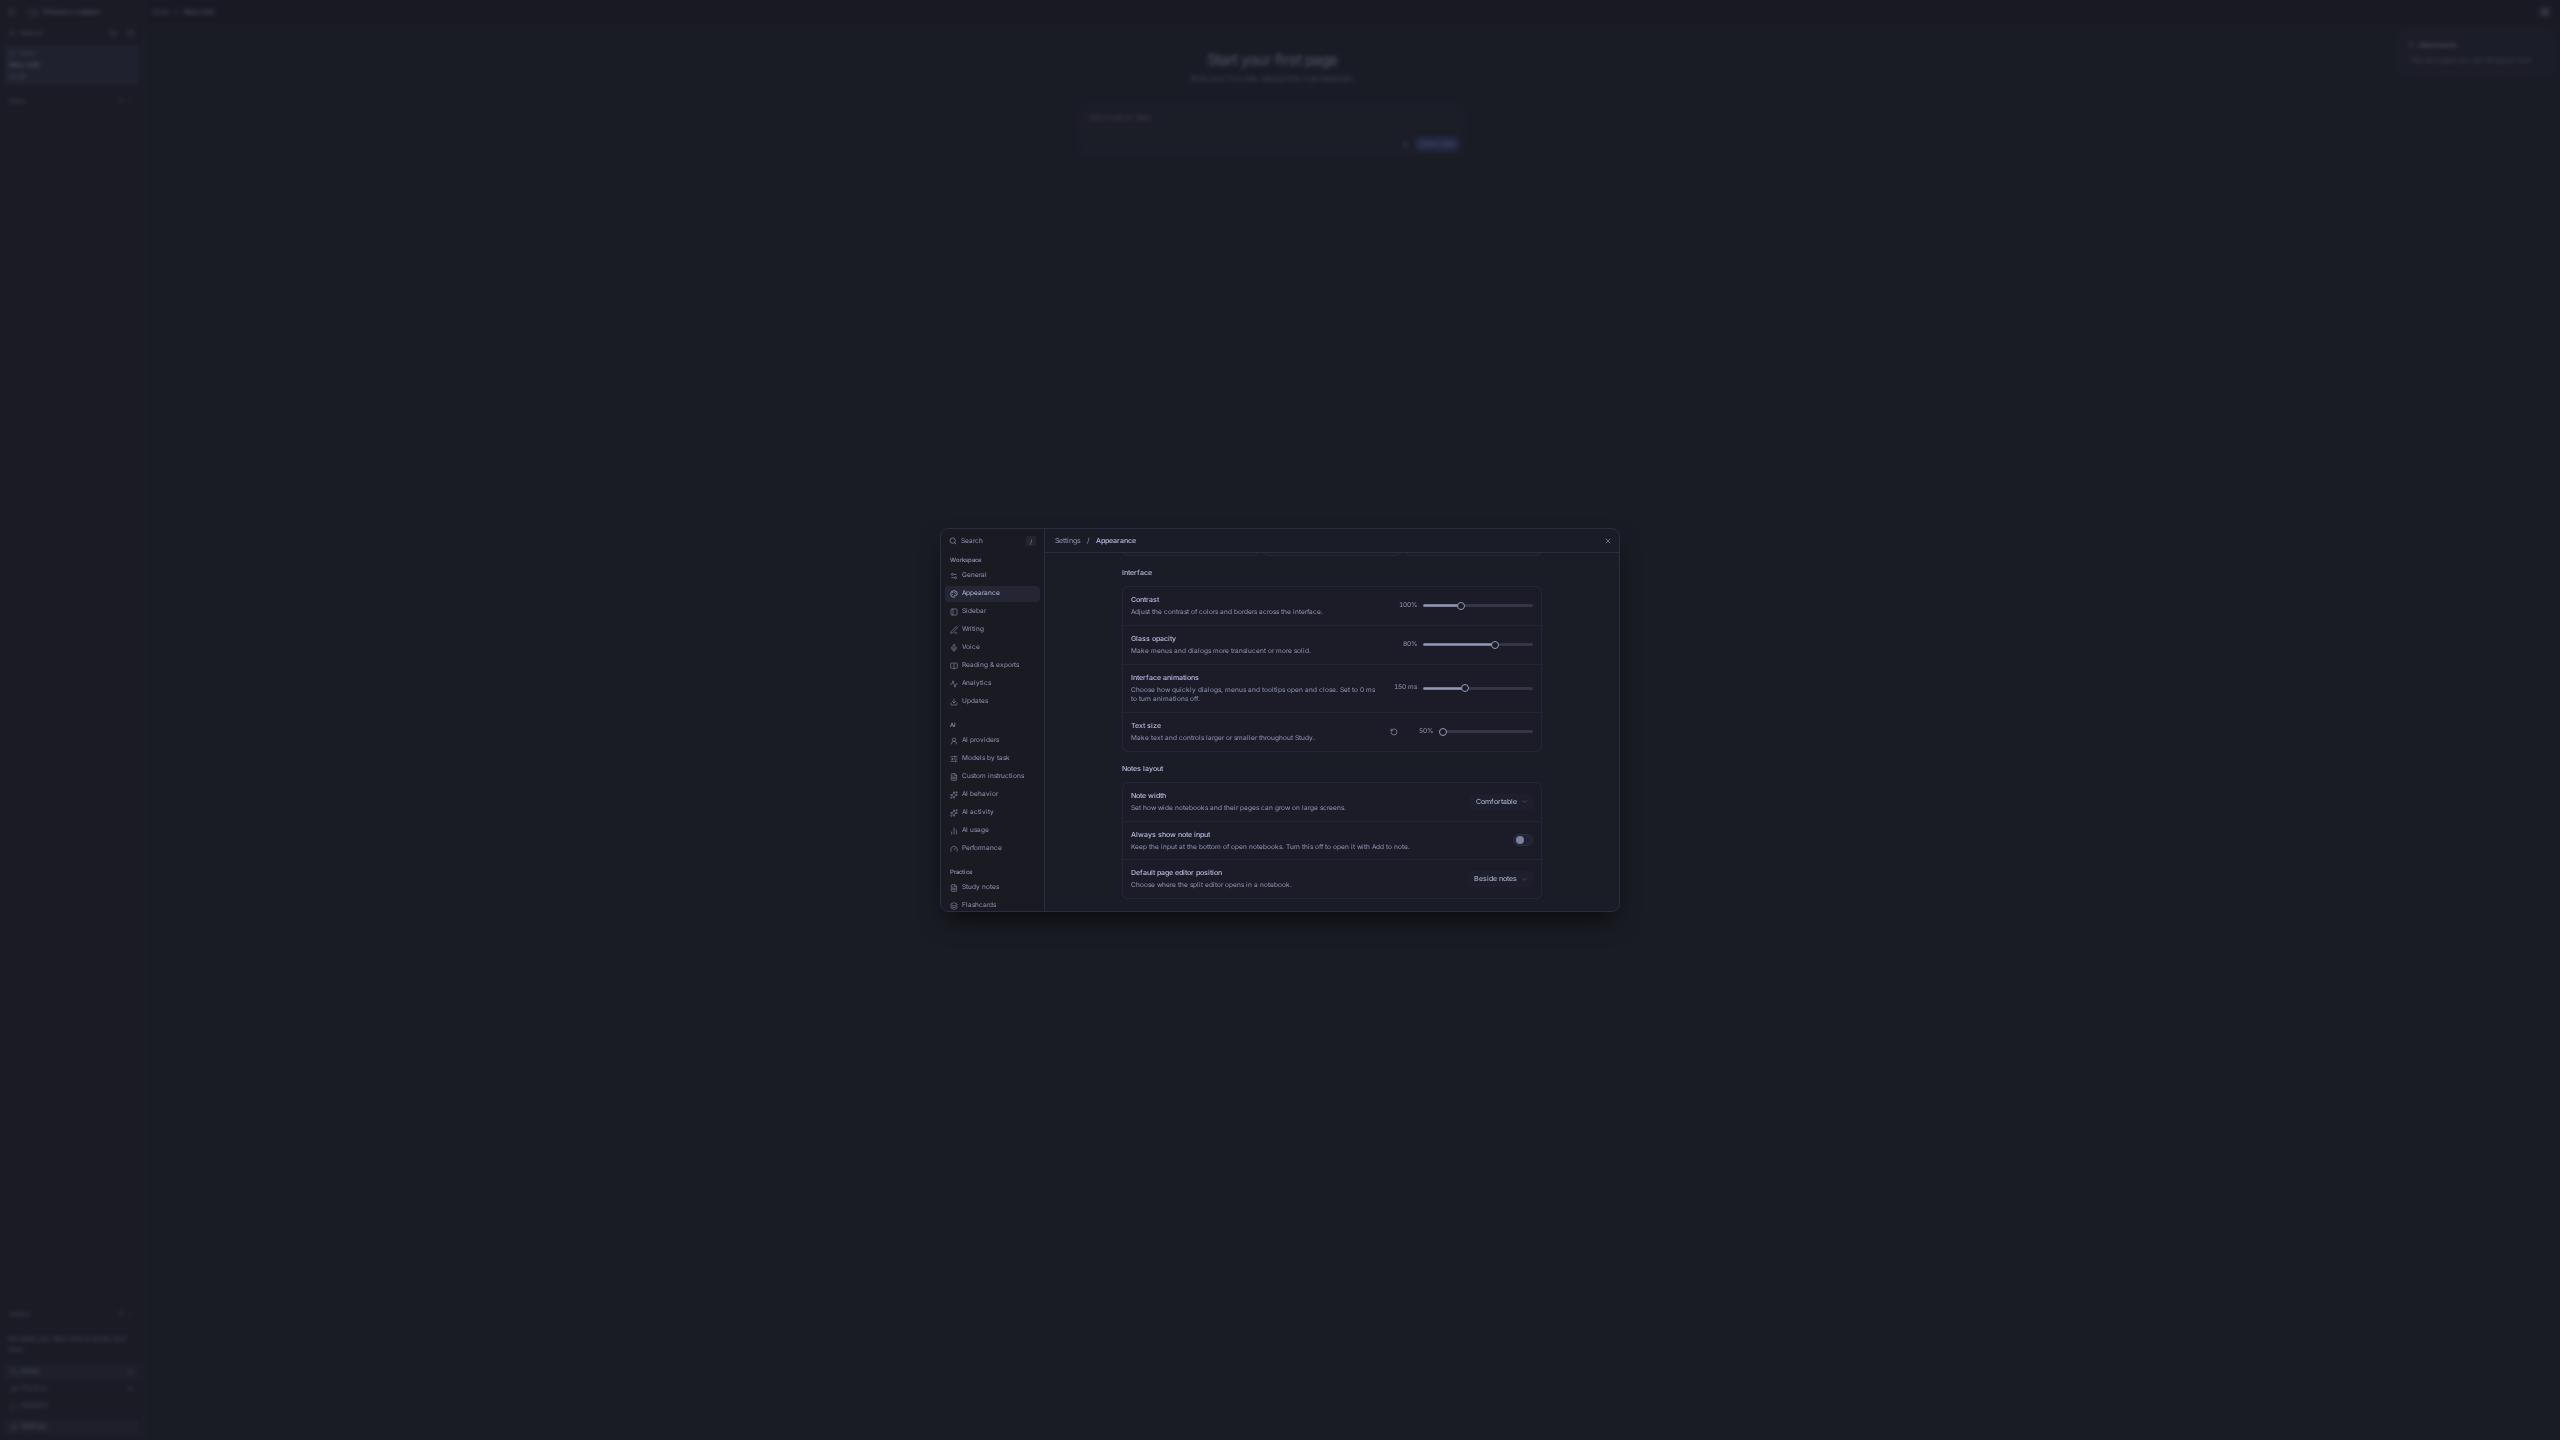 Start your first page
Search
/
Workspace
General
Appearance
Sidebar
Writing
Voice
Reading & exports
Analytics
Updates
AI
AI providers
Models by task
Custom instructions
AI behavior
AI activity
AI usage
Performance
Practice
Study notes
Flashcards
Settings / Appearance
Interface
Contrast
Adjust the contrast of colors and borders across the interface.
100%
Glass opacity
Make menus and dialogs more translucent or more solid.
80%
Interface animations
Choose how quickly dialogs, menus and tooltips open and close. Set to 0 ms
to turn animations off.
150 ms
Text size
Make text and controls larger or smaller throughout Study.
50%
Notes layout
Note width
Set how wide notebooks and their pages can grow on large screens.
Comfortable
Always show note input
Keep the input at the bottom of open notebooks. Turn this off to open it with Add to note.
Default page editor position
Choose where the split editor opens in a notebook.
Beside notes